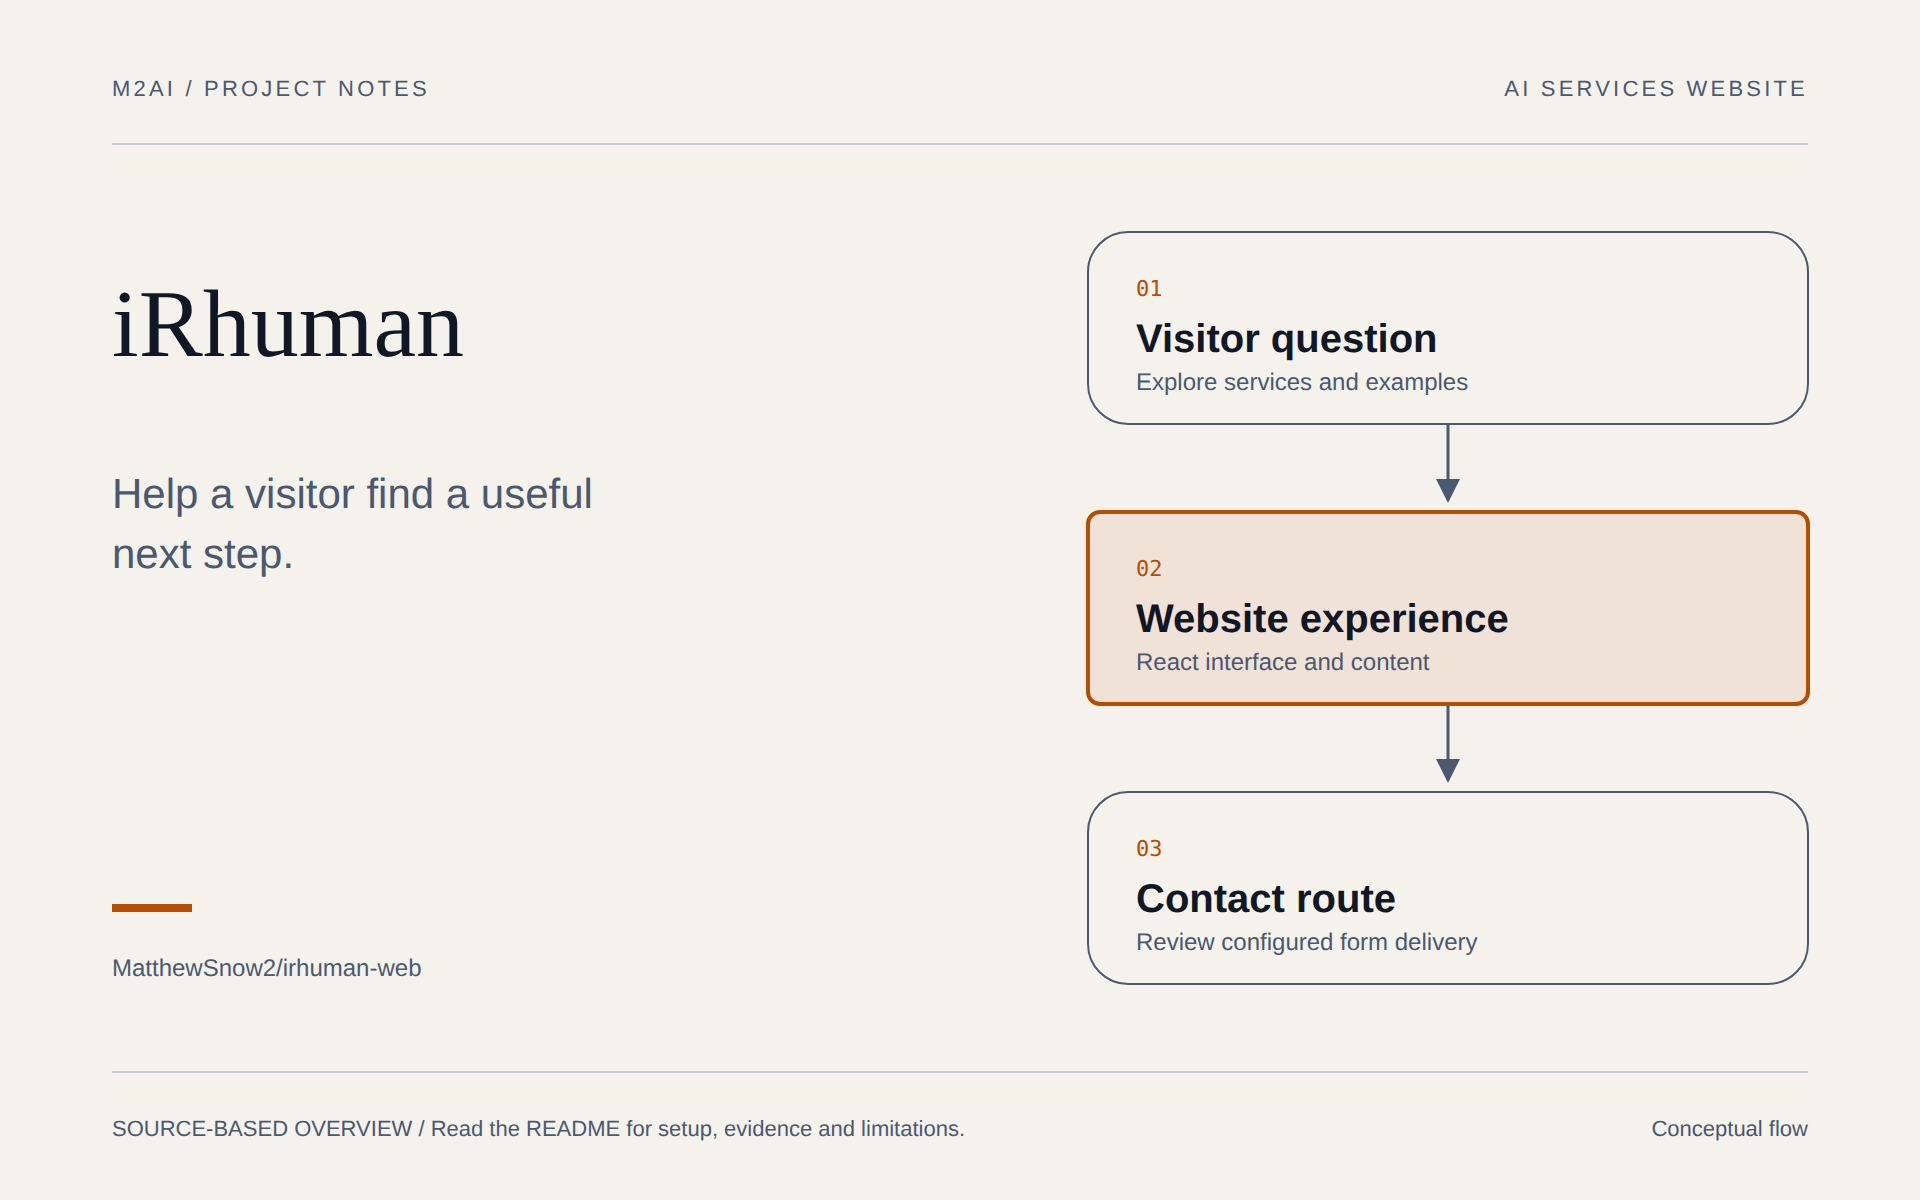 M2AI / PROJECT NOTES
AI SERVICES WEBSITE
iRhuman
Help a visitor find a useful
next step.
MatthewSnow2/irhuman-web
01
Visitor question
Explore services and examples
02
Website experience
React interface and content
03
Contact route
Review configured form delivery
SOURCE-BASED OVERVIEW / Read the README for setup, evidence and limitations.
Conceptual flow